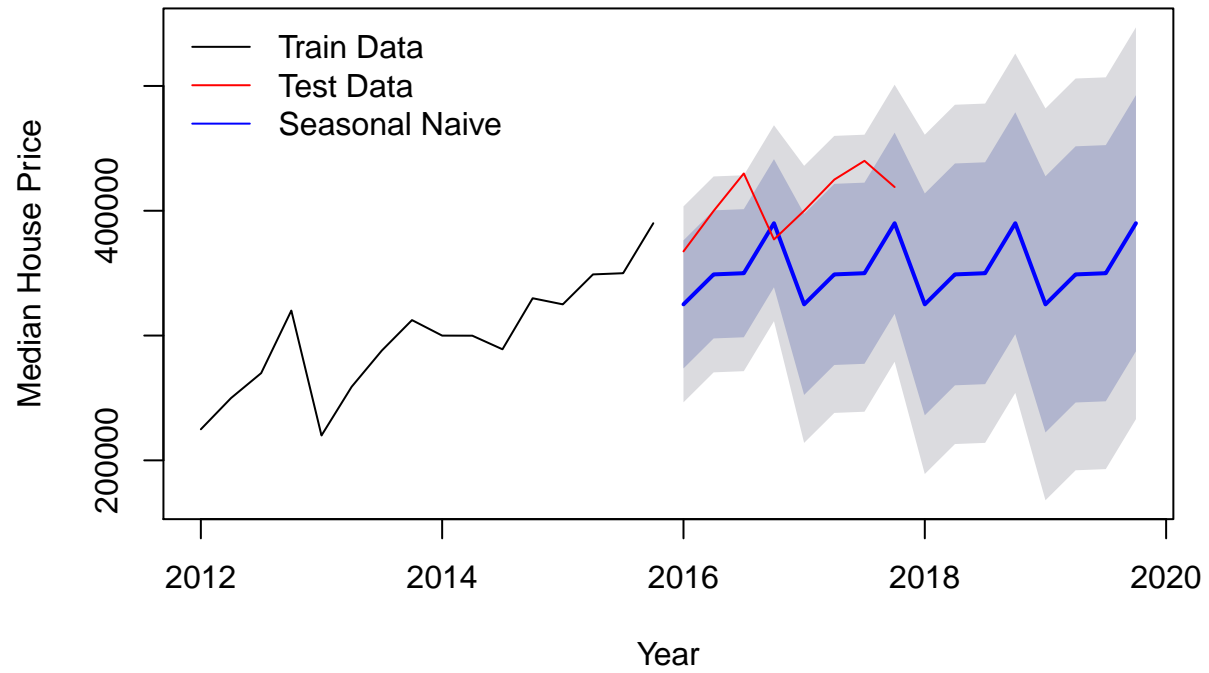 Train Data
Test Data
Seasonal Naive
Median House Price
400000
200000
2012 2014 2016 2018 2020
Year